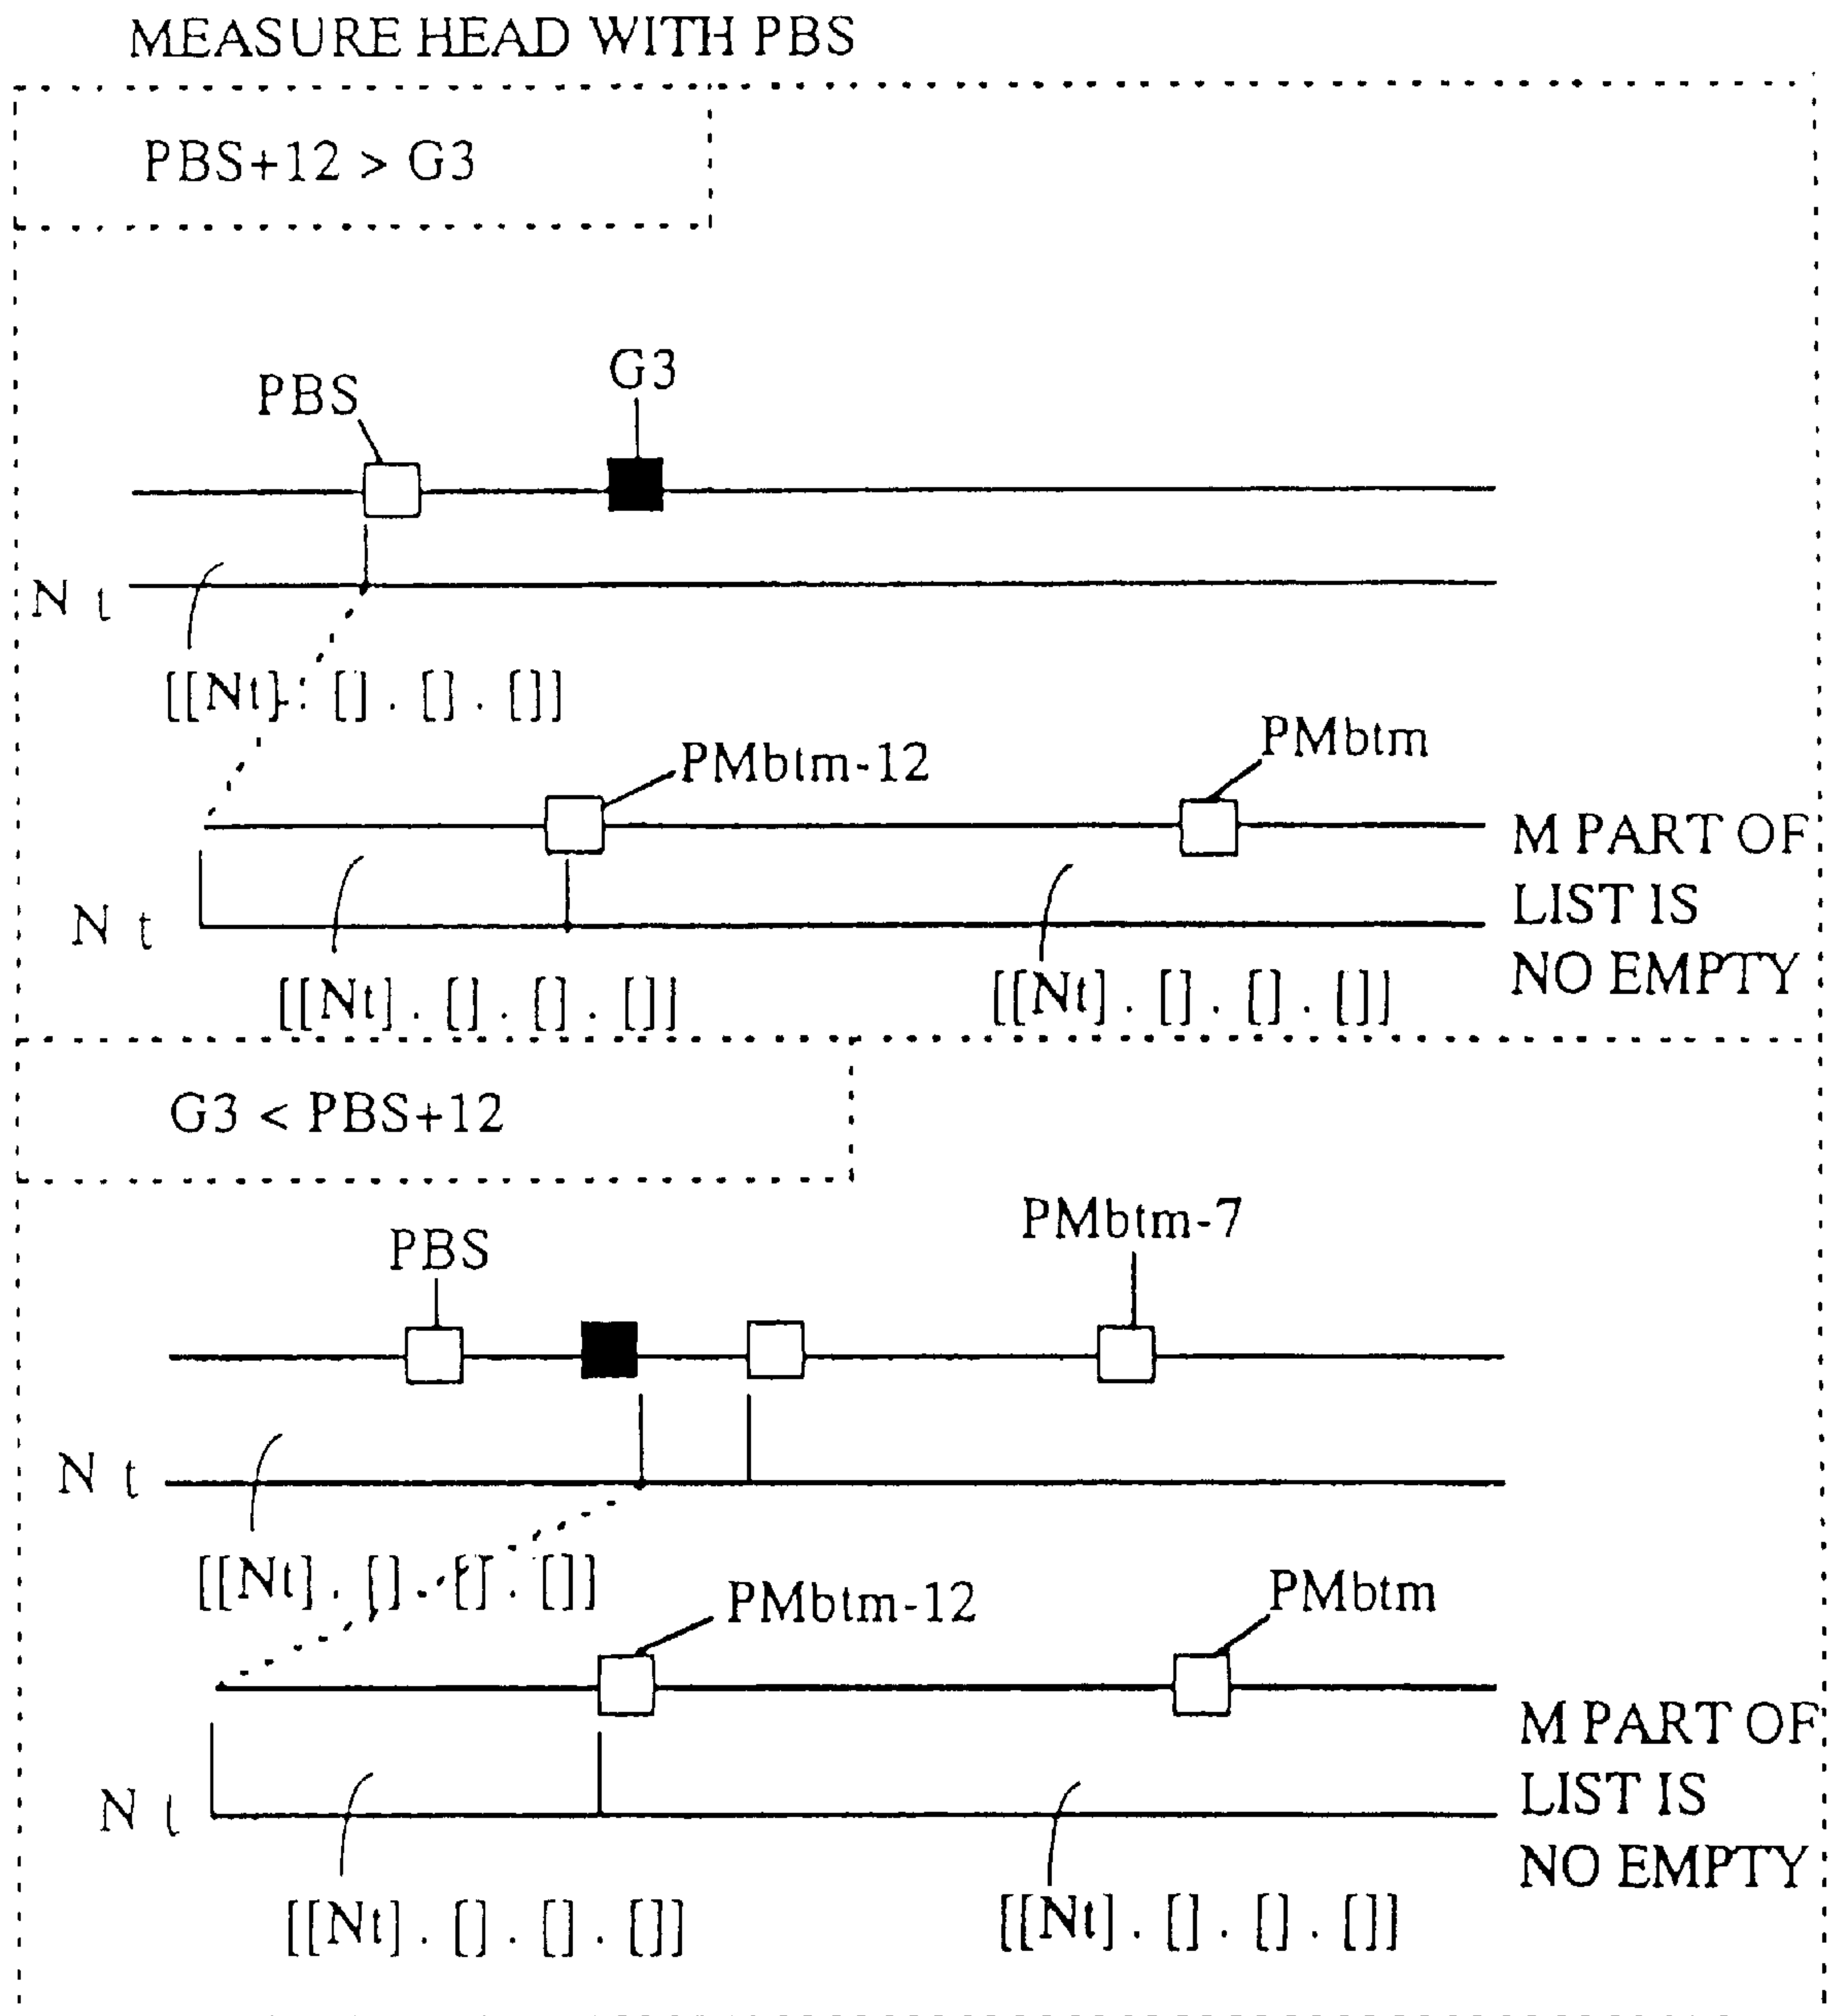 MEASURE HEAD WITH PBS
PBS+12 > G3
G3
PBS
N t
[[Nt] . [] . [] . []]
PMbtm-12
PMbtm
M PART OF
LIST IS
NO EMPTY
N t
[[Nt] . [] . [] . []]
[[Nt] . [] . [] . []]
G3 < PBS+12
PBS
PMbtm-7
N t
[[Nt] . [] . [] . []]
PMbtm-12
PMbtm
M PART OF
LIST IS
NO EMPTY
N t
[[Nt] . [] . [] . []]
[[Nt] . [] . [] . []]